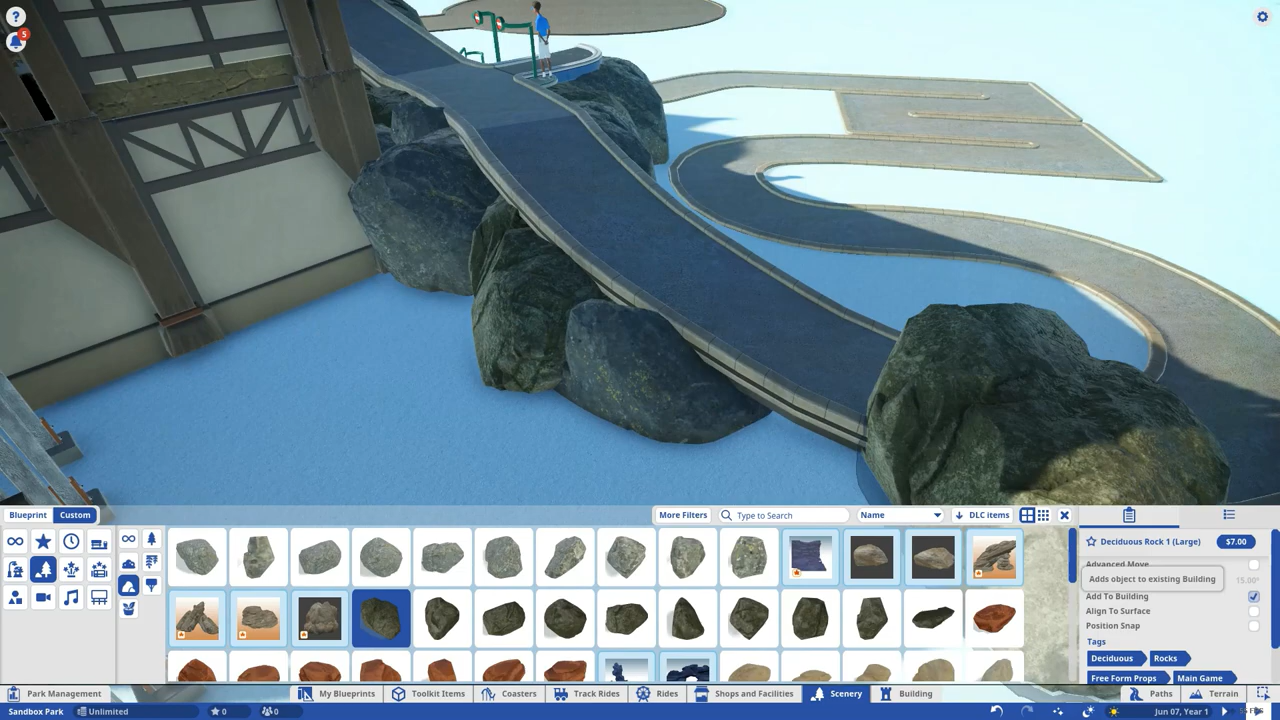 ?
5
Blueprint
Custom
More Filters
Type to Search
Name
DLC items
Deciduous Rock 1 (Large)
$7.00
Advanced Move
Adds object to existing Building
15.00°
Add To Building
Align To Surface
Position Snap
Tags
Deciduous
Rocks
Free Form Props
Main Game
Park Management
My Blueprints
Toolkit Items
Coasters
Track Rides
Rides
Shops and Facilities
Scenery
Building
Paths
Terrain
Sandbox Park
Unlimited
0
0
Jun 07, Year 1